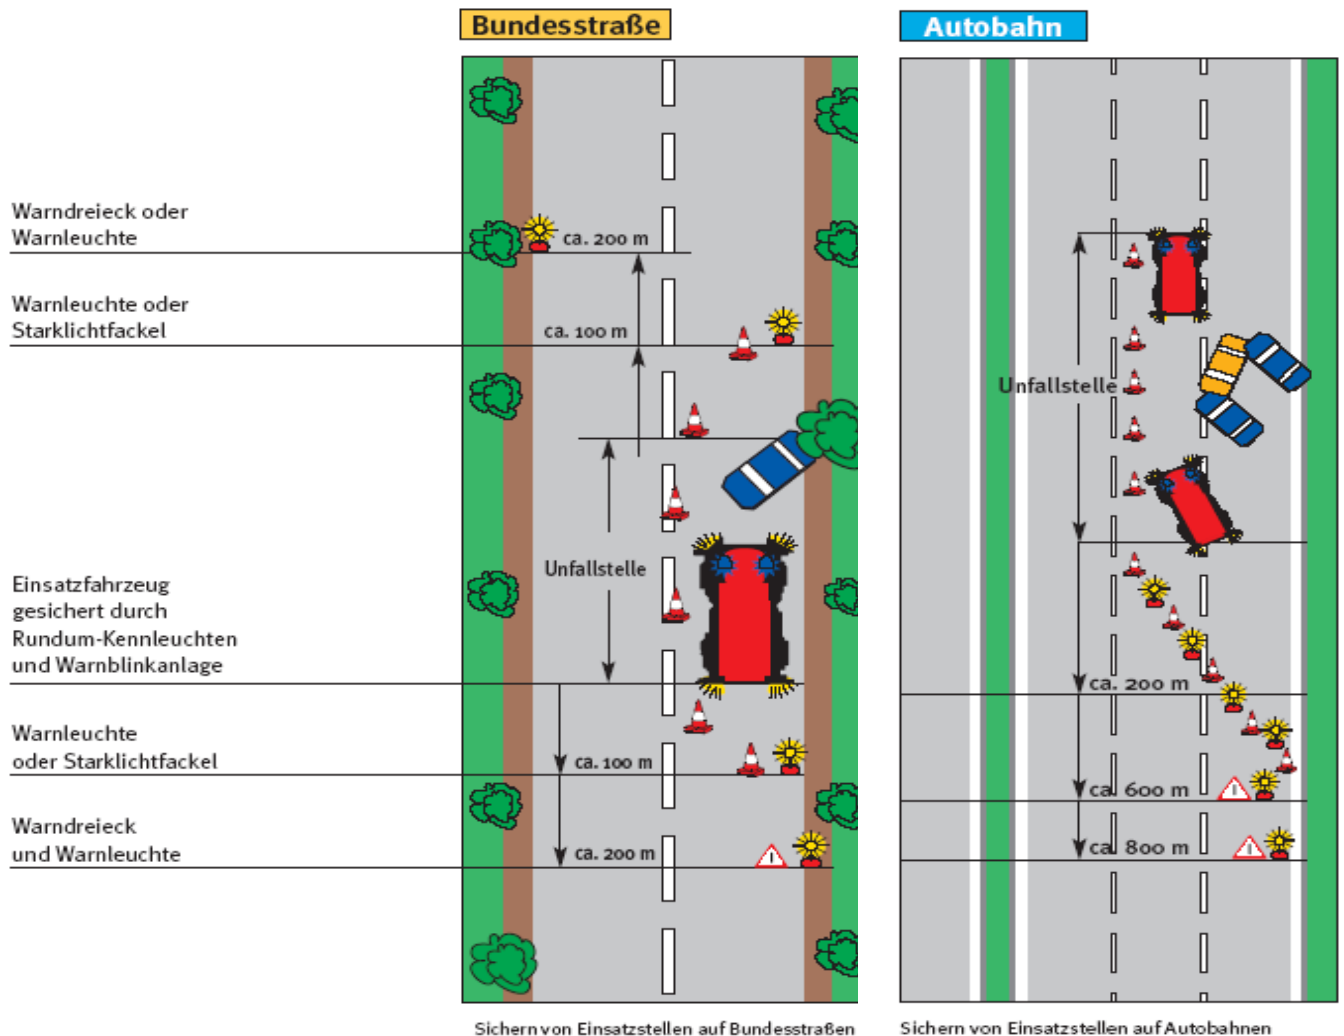 Bundesstraße
Autobahn
Warndreieck oder
Warnleuchte
ca. 200 m
Warnleuchte oder
Starklichtfackel
ca. 100 m
Unfallstelle
Einsatzfahrzeug
gesichert durch
Rundum-Kennleuchten
und Warnblinkanlage
Unfallstelle
Warnleuchte
oder Starklichtfackel
ca. 100 m
Warndreieck
und Warnleuchte
ca. 200 m
ca. 200 m
ca. 600 m
ca. 800 m
Sichern von Einsatzstellen auf Bundesstraßen
Sichern von Einsatzstellen auf Autobahnen